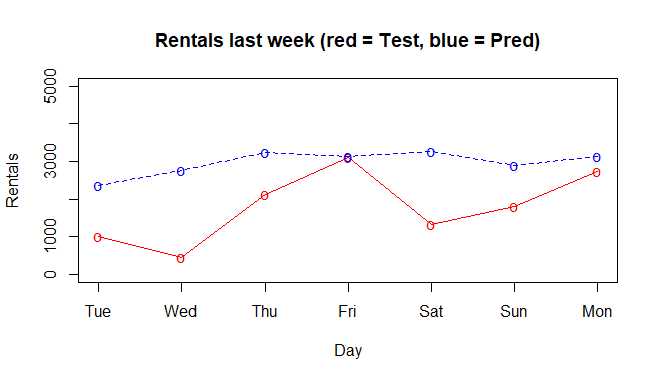 Rentals last week (red = Test, blue = Pred)
Rentals
5000
3000
1000
0
Tue Wed Thu Fri Sat Sun Mon
Day